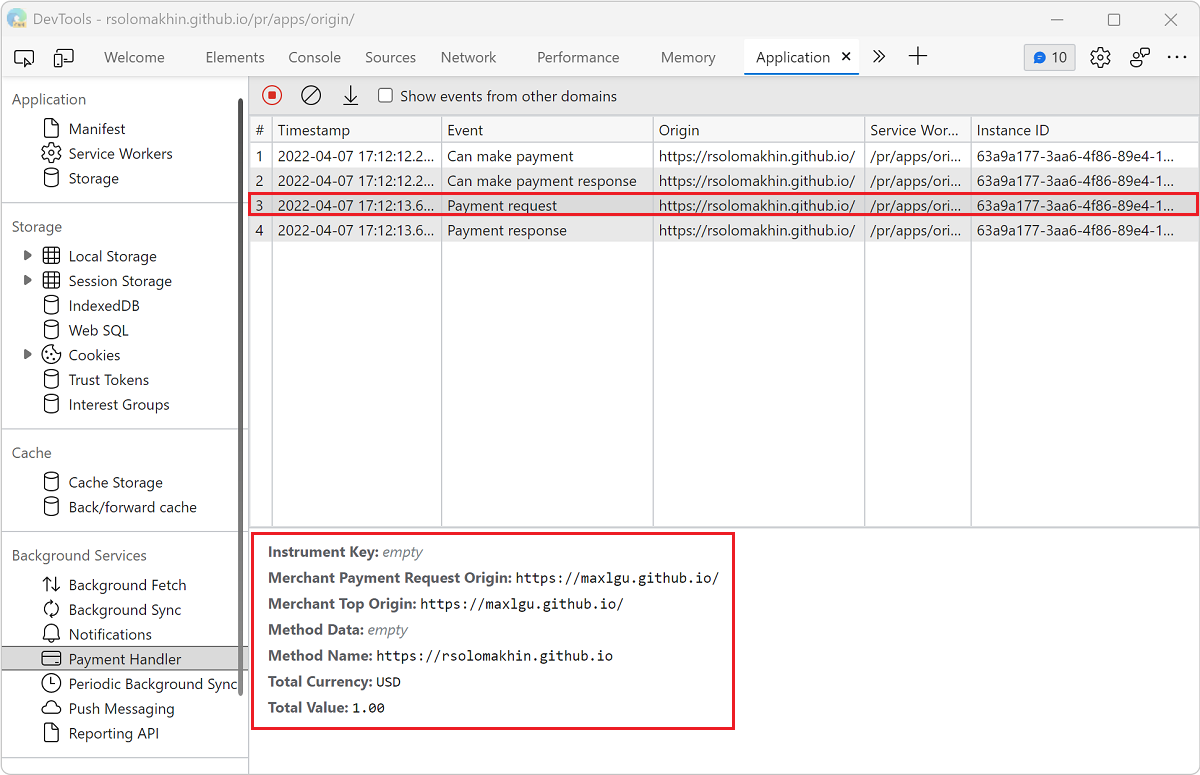 DevTools - rsolomakhin.github.io/pr/apps/origin/
Welcome Elements Console Sources Network Performance Memory Application 10
Application
Manifest
Service Workers
Storage
Storage
Local Storage
Session Storage
IndexedDB
Web SQL
Cookies
Trust Tokens
Interest Groups
Cache
Cache Storage
Back/forward cache
Background Services
Background Fetch
Background Sync
Notifications
Payment Handler
Periodic Background Sync
Push Messaging
Reporting API
Show events from other domains
# Timestamp Event Origin Service Wor... Instance ID
1 2022-04-07 17:12:12.2... Can make payment https://rsolomakhin.github.io/ /pr/apps/ori... 63a9a177-3aa6-4f86-89e4-1...
2 2022-04-07 17:12:12.2... Can make payment response https://rsolomakhin.github.io/ /pr/apps/ori... 63a9a177-3aa6-4f86-89e4-1...
3 2022-04-07 17:12:13.6... Payment request https://rsolomakhin.github.io/ /pr/apps/ori... 63a9a177-3aa6-4f86-89e4-1...
4 2022-04-07 17:12:13.6... Payment response https://rsolomakhin.github.io/ /pr/apps/ori... 63a9a177-3aa6-4f86-89e4-1...
Instrument Key: empty
Merchant Payment Request Origin: https://maxlgu.github.io/
Merchant Top Origin: https://maxlgu.github.io/
Method Data: empty
Method Name: https://rsolomakhin.github.io
Total Currency: USD
Total Value: 1.00